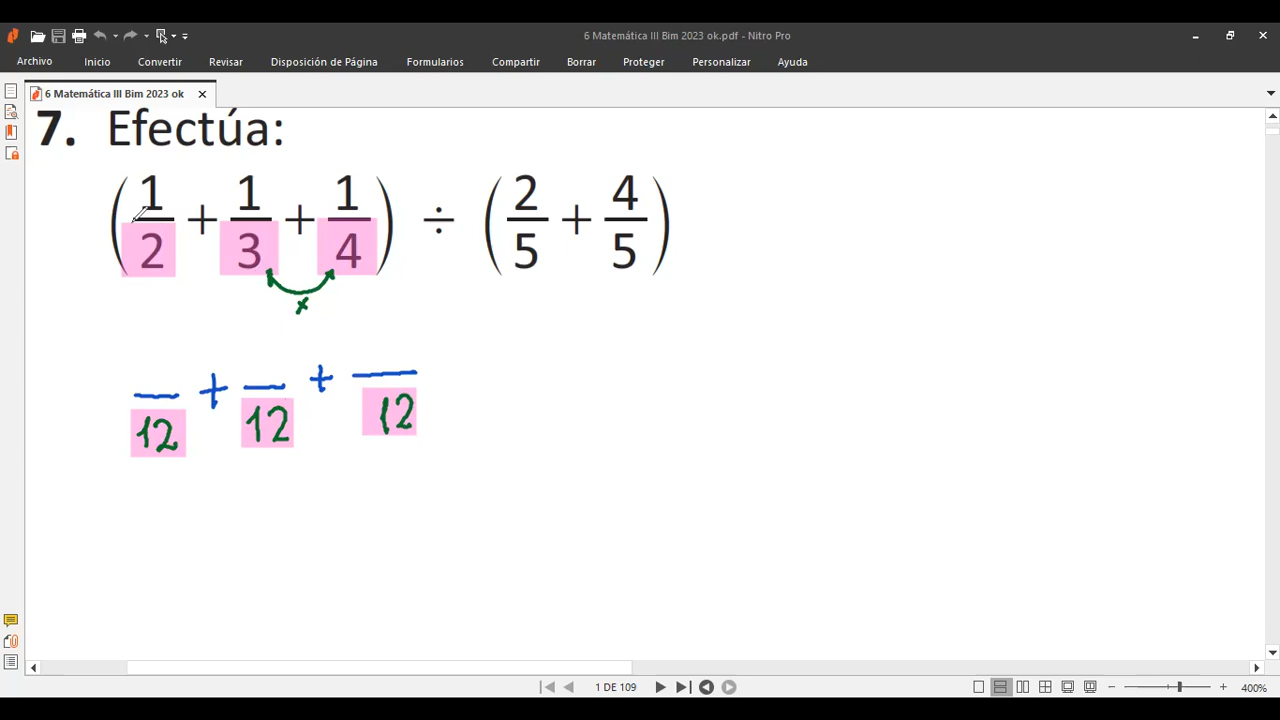 6 Matemática III Bim 2023 ok.pdf - Nitro Pro
Archivo Inicio Convertir Revisar Disposición de Página Formularios Compartir Borrar Proteger Personalizar Ayuda
6 Matemática III Bim 2023 ok
7. Efectúa:
(1/2 + 1/3 + 1/4) ÷ (2/5 + 4/5)
x
/12 + /12 + /12
1 DE 109
400%